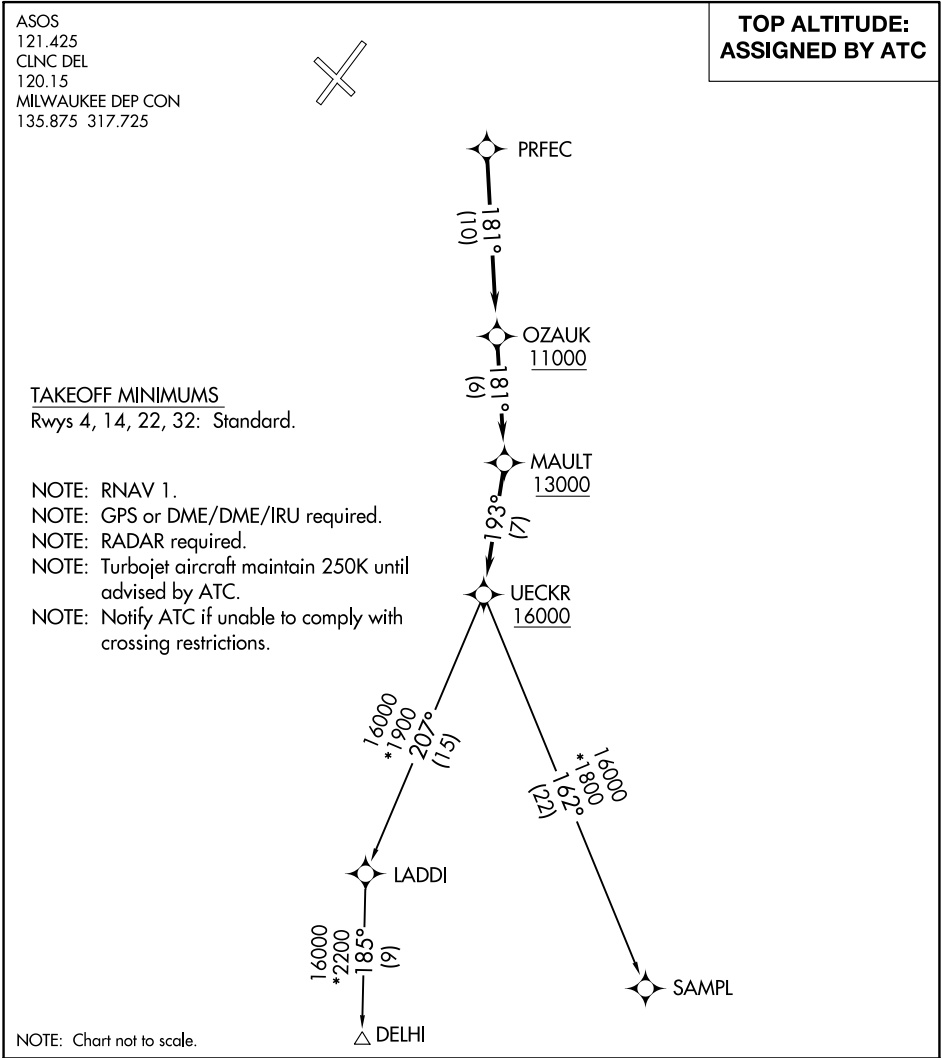 ASOS
121.425
CLNC DEL
120.15
MILWAUKEE DEP CON
135.875 317.725
TOP ALTITUDE:
ASSIGNED BY ATC
PRFEC
181°
(10)
OZAUK
11000
181°
(9)
TAKEOFF MINIMUMS
Rwys 4, 14, 22, 32: Standard.
MAULT
13000
NOTE: RNAV 1.
NOTE: GPS or DME/DME/IRU required.
NOTE: RADAR required.
NOTE: Turbojet aircraft maintain 250K until
advised by ATC.
NOTE: Notify ATC if unable to comply with
crossing restrictions.
193°
(7)
UECKR
16000
16000
*1900
207°
(15)
16000
*1800
162°
(22)
LADDI
16000
*2200
185°
(9)
SAMPL
DELHI
NOTE: Chart not to scale.